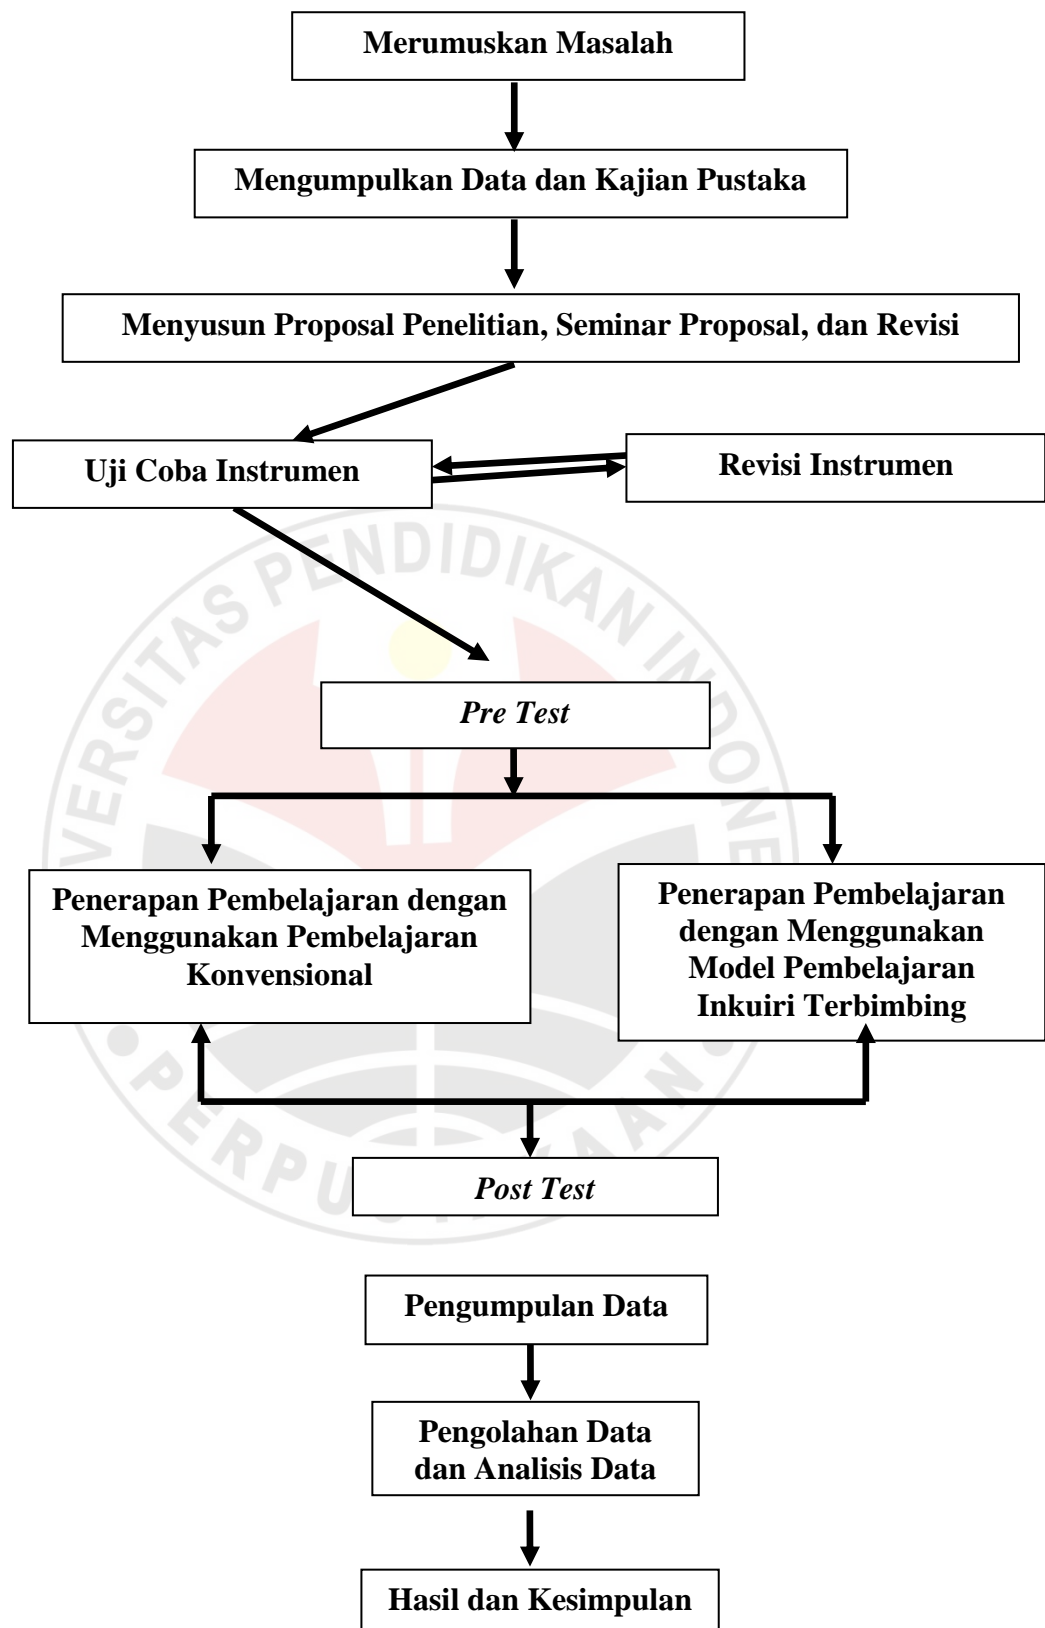 Merumuskan Masalah
Mengumpulkan Data dan Kajian Pustaka
Menyusun Proposal Penelitian, Seminar Proposal, dan Revisi
Uji Coba Instrumen
Revisi Instrumen
Pre Test
Penerapan Pembelajaran dengan
Menggunakan Pembelajaran
Konvensional
Penerapan Pembelajaran
dengan Menggunakan
Model Pembelajaran
Inkuiri Terbimbing
Post Test
Pengumpulan Data
Pengolahan Data
dan Analisis Data
Hasil dan Kesimpulan